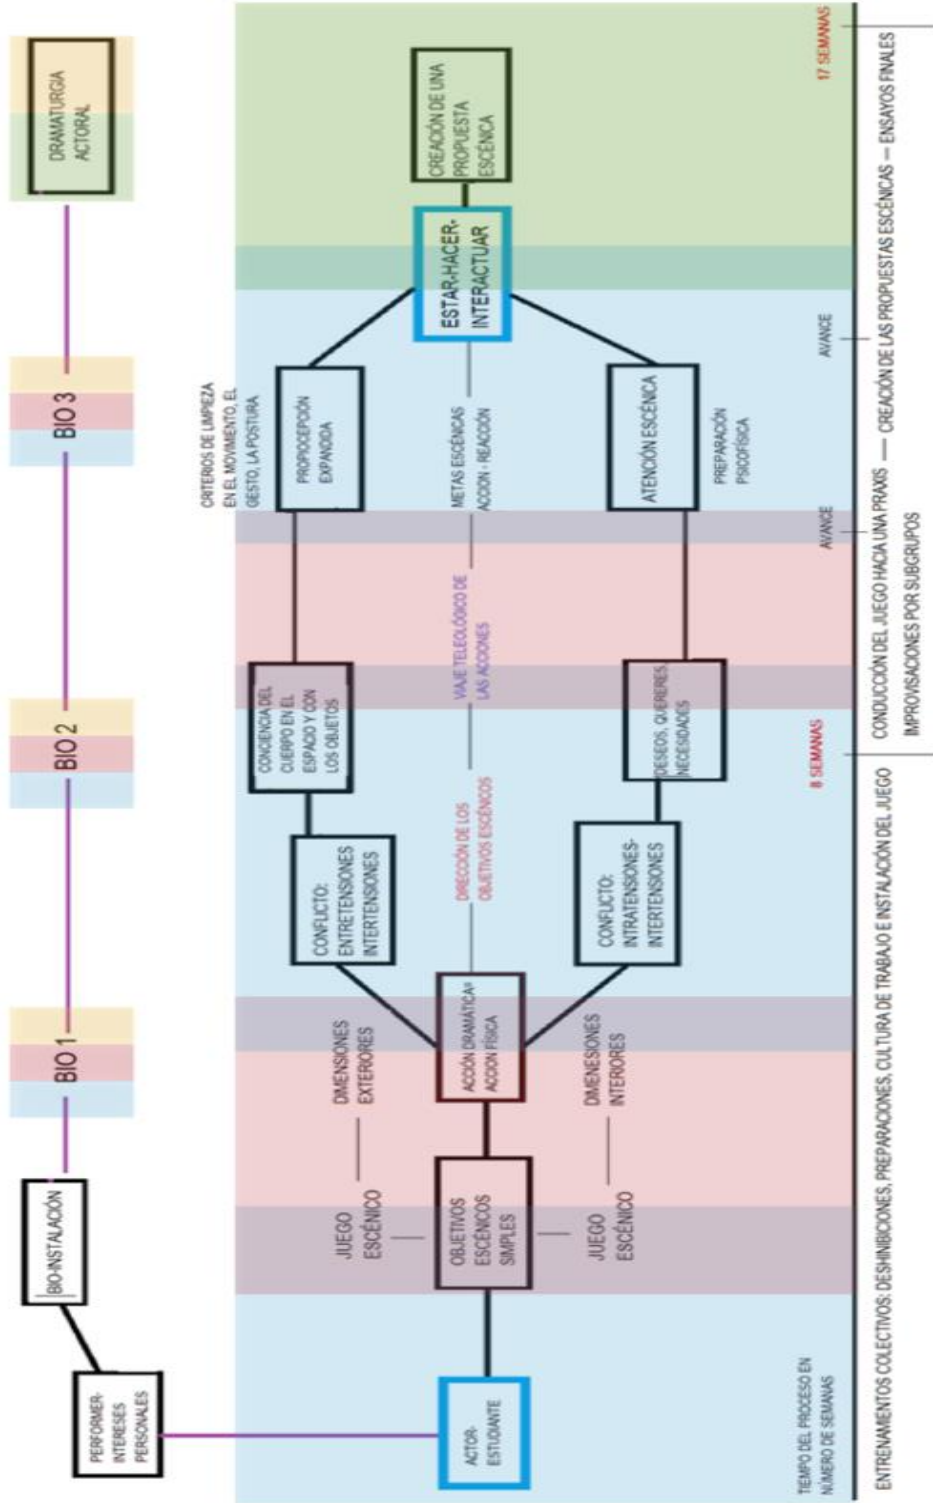 PERFORMER-
INTERESES
PERSONALES
BIO-INSTALACIÓN
BIO 1
BIO 2
BIO 3
DRAMATURGIA
ACTORAL
CRITERIOS DE LIMPIEZA
EN EL MOVIMIENTO, EL
GESTO, LA POSTURA
JUEGO
ESCÉNICO
DIMENSIONES
EXTERIORES
CONFLICTO:
ENTRETENSIONES
INTERTENSIONES
CONCIENCIA DEL
CUERPO EN EL
ESPACIO Y CON
LOS OBJETOS
PROPIOCEPCIÓN
EXPANDIDA
ACTOR-
ESTUDIANTE
OBJETIVOS
ESCÉNICOS
SIMPLES
ACCIÓN DRAMÁTICA=
ACCION FÍSICA
DIRECCIÓN DE LOS
OBJETIVOS ESCÉNICOS
VIAJE TELEOLÓGICO DE
LAS ACCIONES
METAS ESCÉNICAS
ACCION - REACCIÓN
ESTAR-HACER-
INTERACTUAR
CREACIÓN DE UNA
PROPUESTA
ESCÉNICA
JUEGO
ESCÉNICO
DIMENESIONES
INTERIORES
CONFLICTO:
INTRATENSIONES-
INTERTENSIONES
DESEOS, QUERERES,
NECESIDADES
ATENCIÓN ESCÉNICA
PREPARACIÓN
PSICOFÍSICA
TIEMPO DEL PROCESO EN
NÚMERO DE SEMANAS
8 SEMANAS
AVANCE
AVANCE
17 SEMANAS
ENTRENAMIENTOS COLECTIVOS: DESHINIBICIONES, PREPARACIONES, CULTURA DE TRABAJO E INSTALACIÓN DEL JUEGO
CONDUCCIÓN DEL JUEGO HACIA UNA PRAXIS — CREACIÓN DE LAS PROPUESTAS ESCÉNICAS — ENSAYOS FINALES
IMPROVISACIONES POR SUBGRUPOS